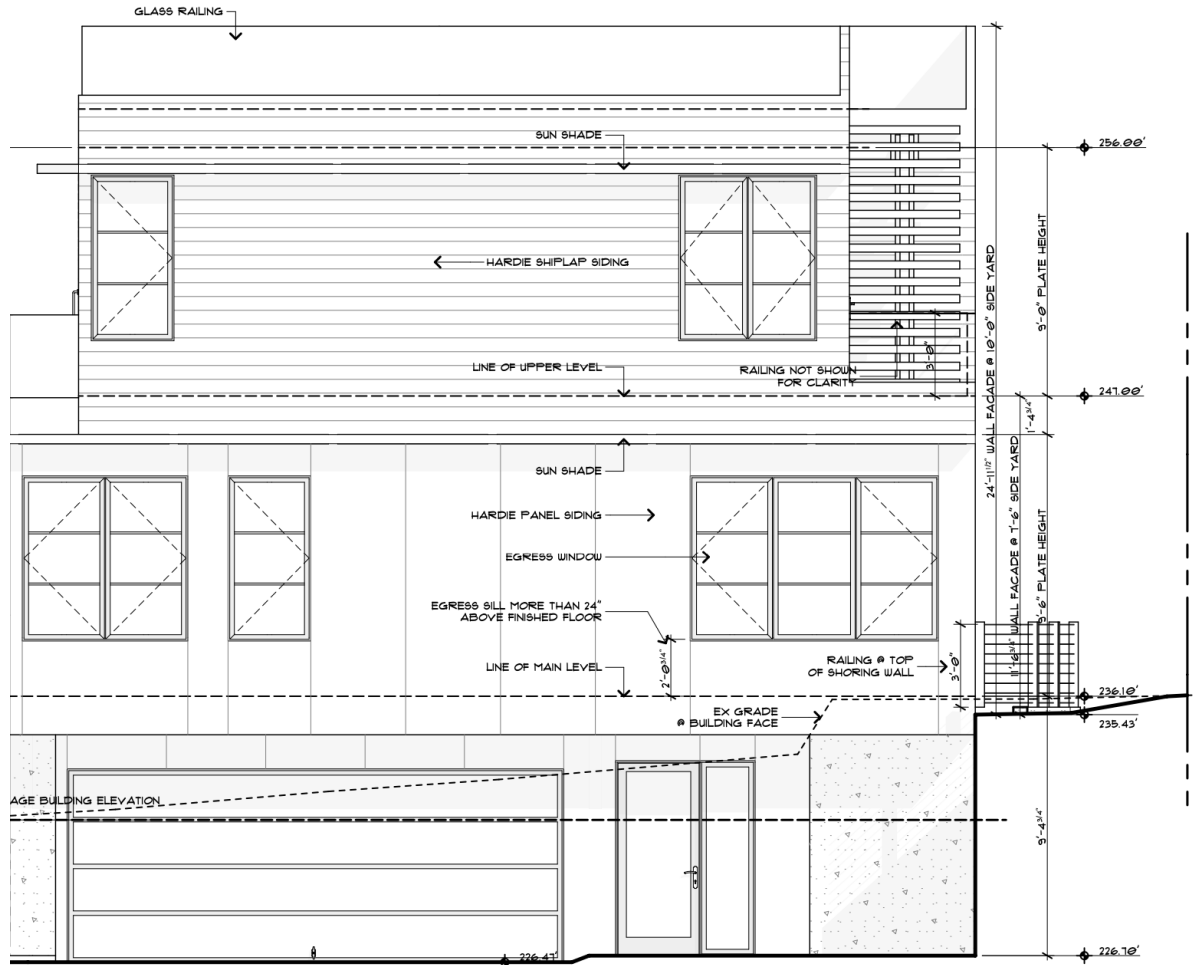 GLASS RAILING
SUN SHADE
256.00'
HARDIE SHIPLAP SIDING
24'-11 1/2" WALL FACADE @ 10'-0" SIDE YARD
9'-0" PLATE HEIGHT
LINE OF UPPER LEVEL
RAILING NOT SHOWN
FOR CLARITY
3'-0"
247.00'
1'-4 3/4"
SUN SHADE
HARDIE PANEL SIDING
EGRESS WINDOW
11'-6 3/4" WALL FACADE @ 7'-6" SIDE YARD
9'-6" PLATE HEIGHT
EGRESS SILL MORE THAN 24"
ABOVE FINISHED FLOOR
2'-0 3/4"
LINE OF MAIN LEVEL
RAILING @ TOP
OF SHORING WALL
3'-0"
236.10'
EX GRADE
@ BUILDING FACE
235.43'
AGE BUILDING ELEVATION
9'-4 3/4"
226.47'
226.70'